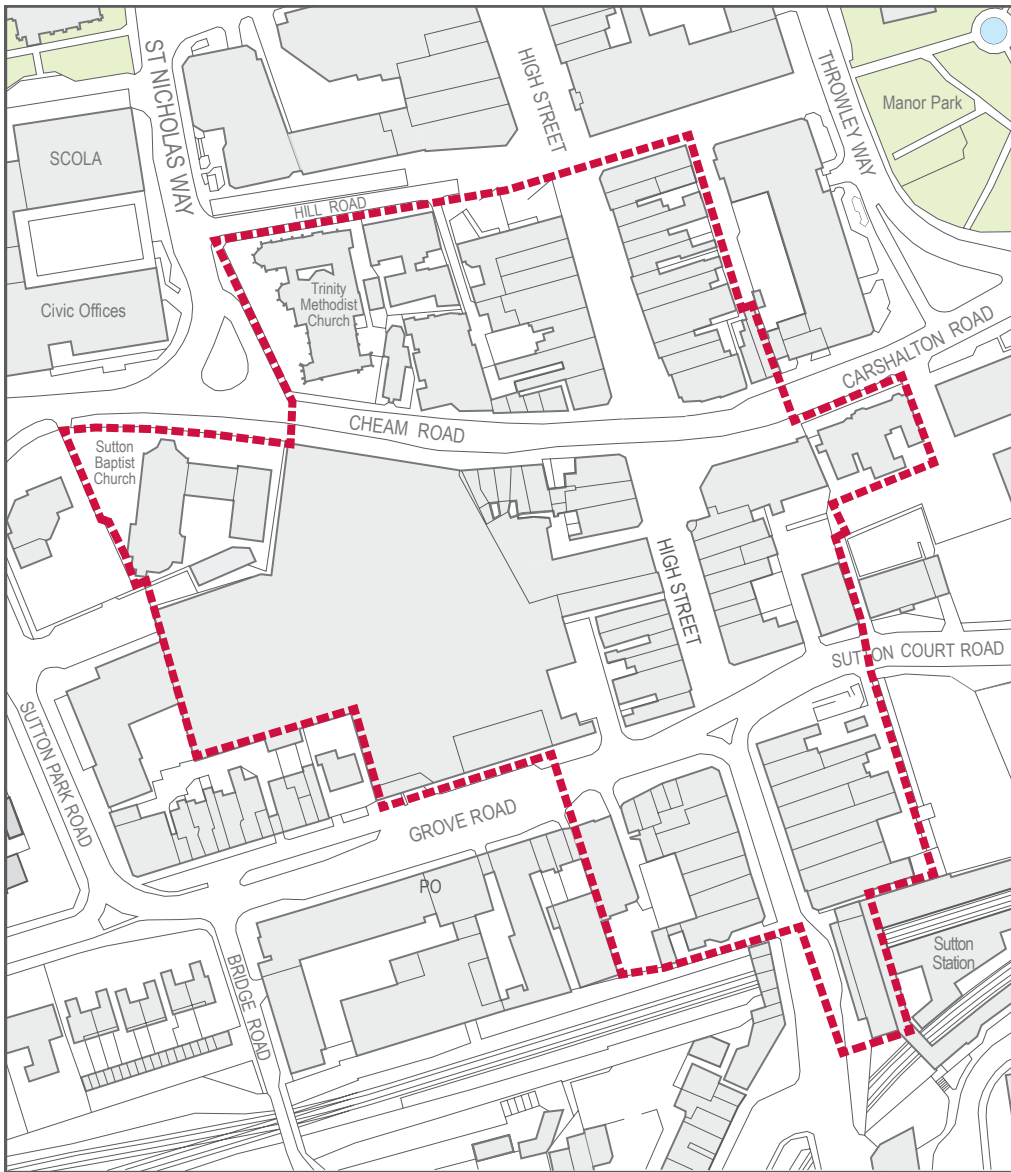 ST NICHOLAS WAY
HIGH STREET
THROWLEY WAY
Manor Park
SCOLA
HILL ROAD
Trinity
Methodist
Church
Civic Offices
CARSHALTON ROAD
CHEAM ROAD
Sutton
Baptist
Church
HIGH STREET
SUTTON COURT ROAD
SUTTON PARK ROAD
GROVE ROAD
PO
BRIDGE ROAD
Sutton
Station